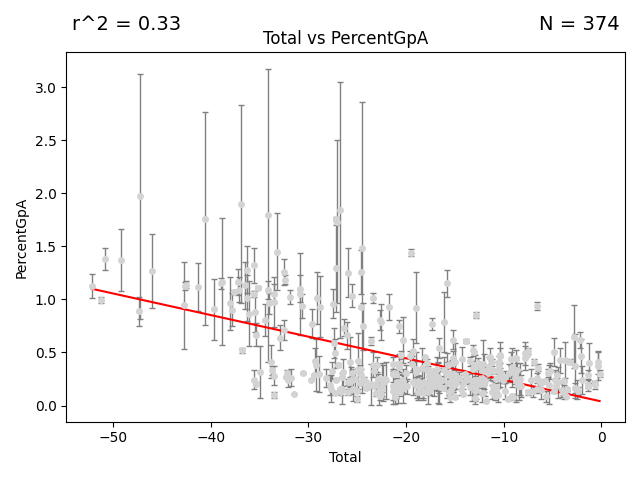 r^2 = 0.33
N = 374
Total vs PercentGpA
3.0
2.5
2.0
1.5
1.0
0.5
0.0
PercentGpA
−50
−40
−30
−20
−10
0
Total